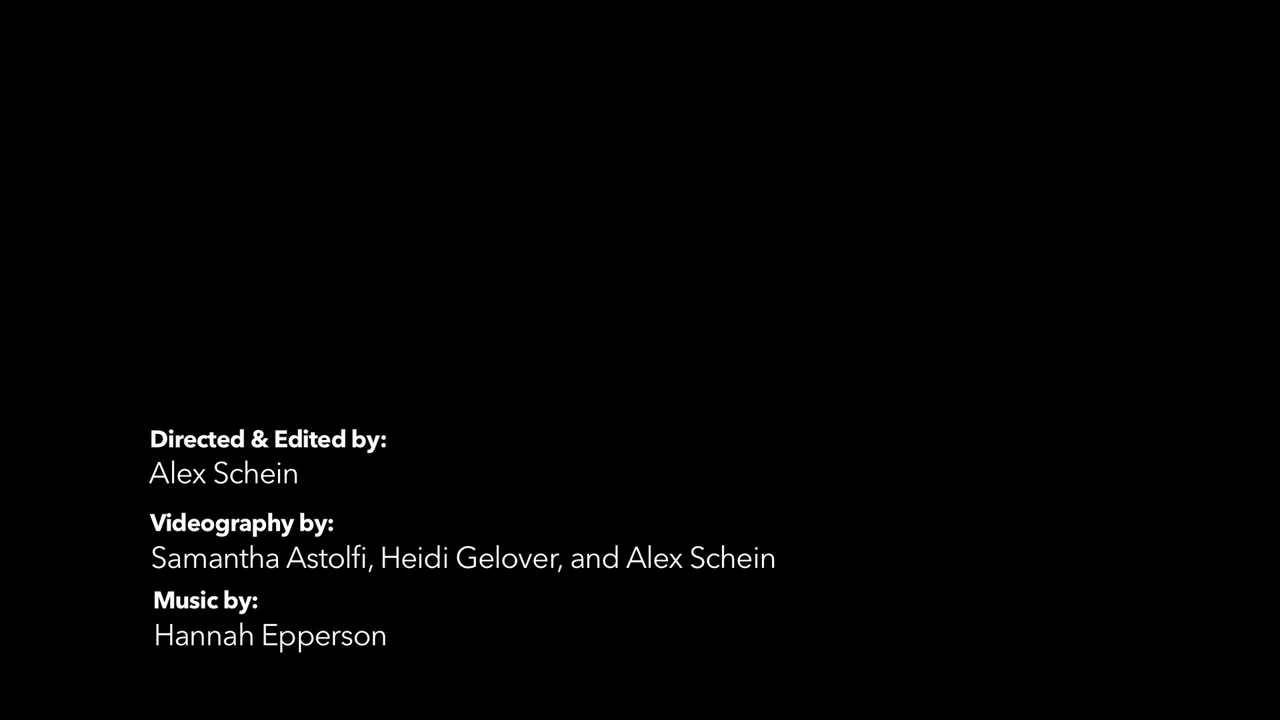 Directed & Edited by:
Alex Schein
Videography by:
Samantha Astolfi, Heidi Gelover, and Alex Schein
Music by:
Hannah Epperson